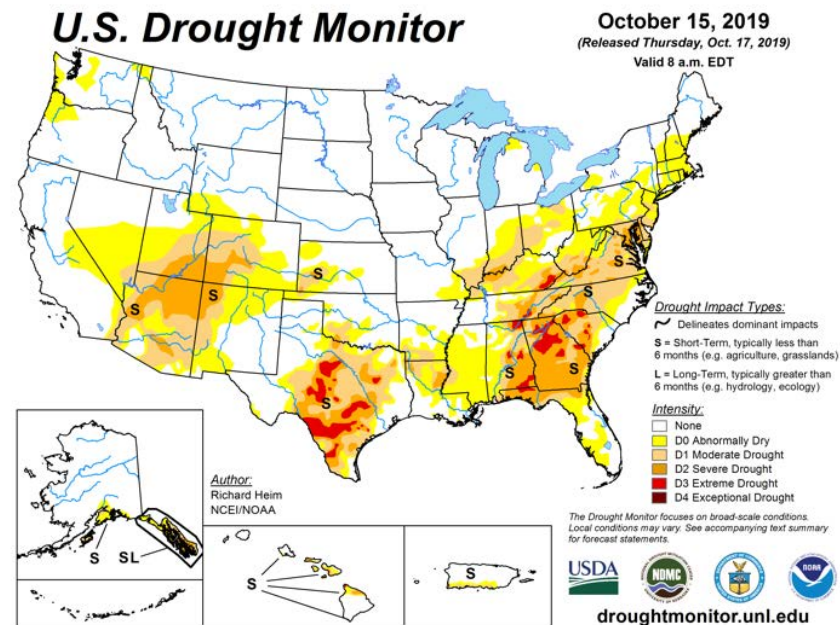 U.S. Drought Monitor
October 15, 2019
(Released Thursday, Oct. 17, 2019)
Valid 8 a.m. EDT
S
S
S
S
S
S
S
S
S
Drought Impact Types:
Delineates dominant impacts
S = Short-Term, typically less than
6 months (e.g. agriculture, grasslands)
L = Long-Term, typically greater than
6 months (e.g. hydrology, ecology)
Intensity:
None
D0 Abnormally Dry
D1 Moderate Drought
D2 Severe Drought
D3 Extreme Drought
D4 Exceptional Drought
Author:
Richard Heim
NCEI/NOAA
S
SL
S
S
The Drought Monitor focuses on broad-scale conditions.
Local conditions may vary. See accompanying text summary
for forecast statements.
USDA
NDMC
NOAA
droughtmonitor.unl.edu